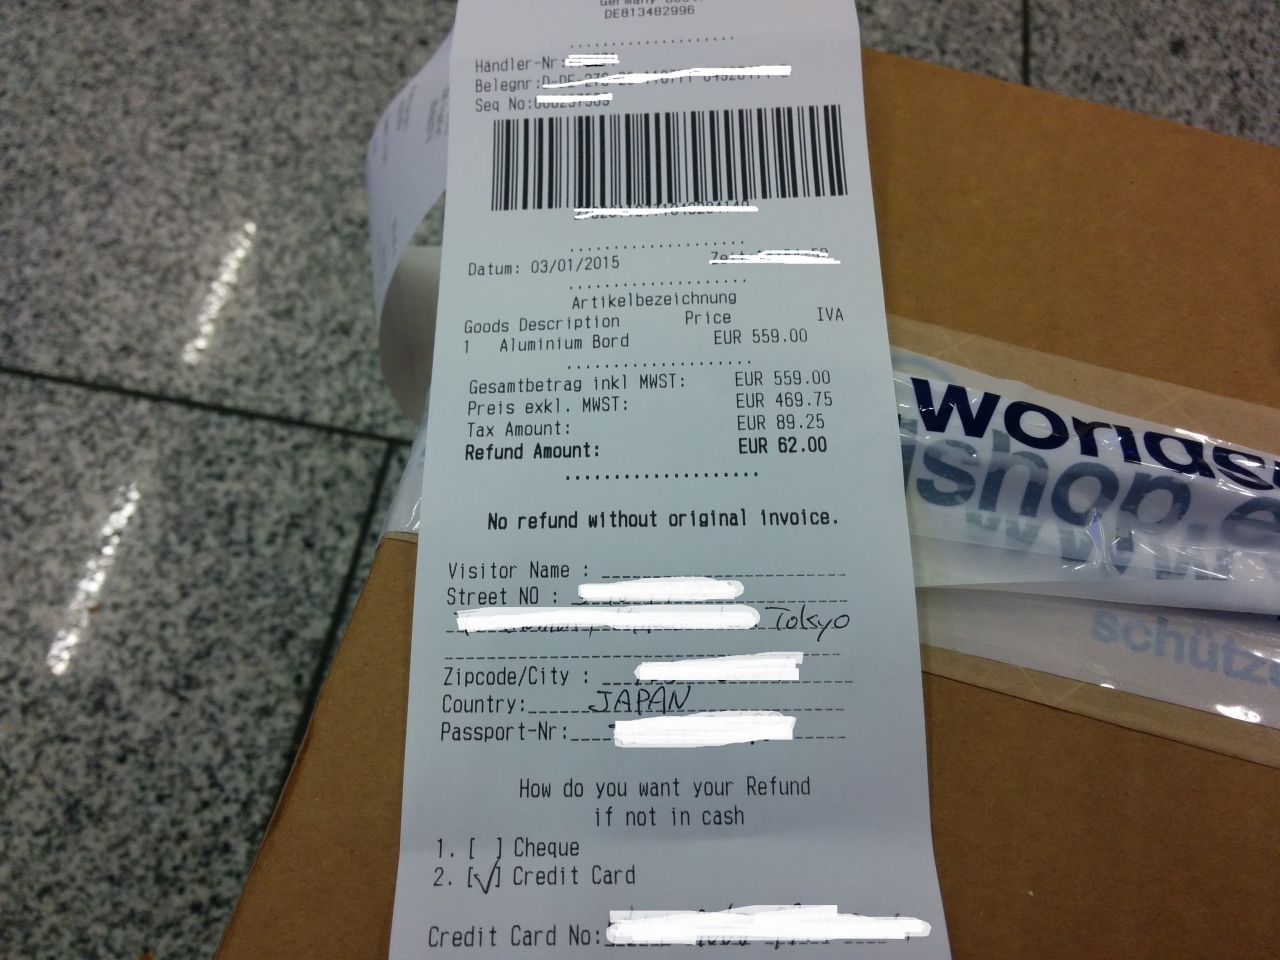 Germany
DE813482996
Händler-Nr:
Belegnr:
Seq No:
Datum: 03/01/2015
Artikelbezeichnung
Goods Description Price IVA
1 Aluminium Bord EUR 559.00
Gesamtbetrag inkl MWST: EUR 559.00
Preis exkl. MWST: EUR 469.75
Tax Amount: EUR 89.25
Refund Amount: EUR 62.00
No refund without original invoice.
Visitor Name :
Street NO :
Tokyo
Zipcode/City :
Country: JAPAN
Passport-Nr:
How do you want your Refund
if not in cash
1. [ ] Cheque
2. [√] Credit Card
Credit Card No:
shop.
schütz